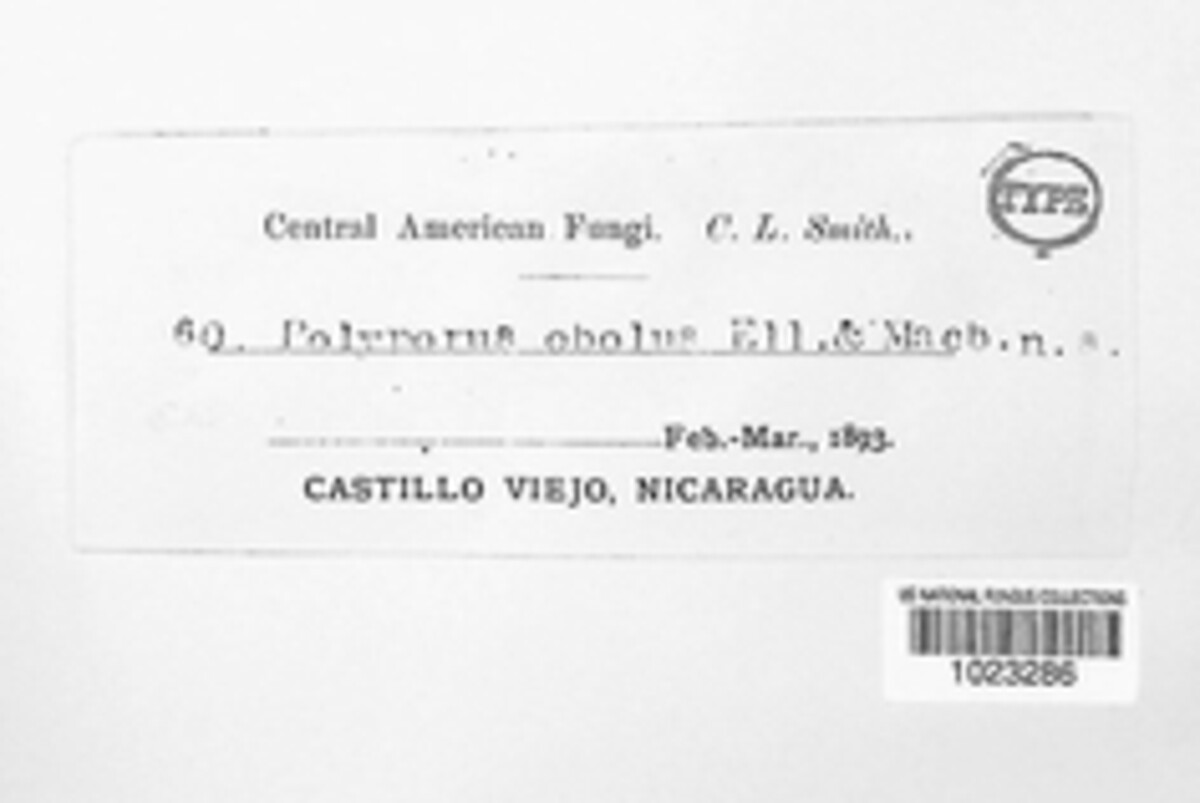 TYPE
Central American Fungi. C. L. Smith..
60. Polyporus obolus Ell.& Macb.n.s.
Feb.-Mar., 1893.
CASTILLO VIEJO, NICARAGUA.
US NATIONAL FUNGUS COLLECTIONS
1023286